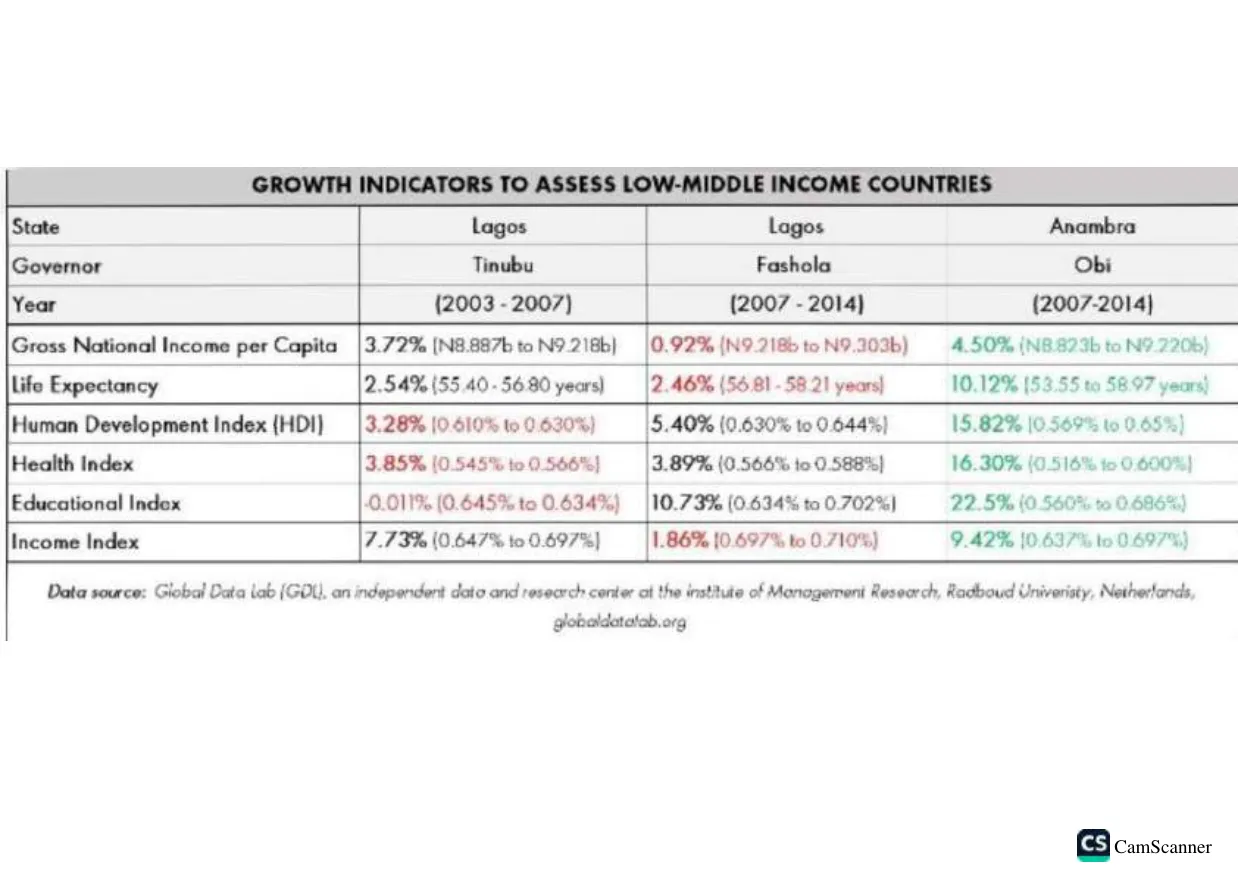 GROWTH INDICATORS TO ASSESS LOW-MIDDLE INCOME COUNTRIES
State Lagos Lagos Anambra
Governor Tinubu Fashola Obi
Year (2003 - 2007) (2007 - 2014) (2007-2014)
Gross National Income per Capita 3.72% (N8.887b to N9.218b) 0.92% (N9.218b to N9.303b) 4.50% (N8.823b to N9.220b)
Life Expectancy 2.54% (55.40 - 56.80 years) 2.46% (56.81 - 58.21 years) 10.12% (53.55 to 58.97 years)
Human Development Index (HDI) 3.28% (0.610% to 0.630%) 5.40% (0.630% to 0.644%) 15.82% (0.569% to 0.65%)
Health Index 3.85% (0.545% to 0.566%) 3.89% (0.566% to 0.588%) 16.30% (0.516% to 0.600%)
Educational Index -0.011% (0.645% to 0.634%) 10.73% (0.634% to 0.702%) 22.5% (0.560% to 0.686%)
Income Index 7.73% (0.647% to 0.697%) 1.86% (0.697% to 0.710%) 9.42% (0.637% to 0.697%)
Data source: Global Data Lab (GDL), an independent data and research center at the institute of Management Research, Radboud Univeristy, Netherlands,
globaldatalab.org
CS CamScanner